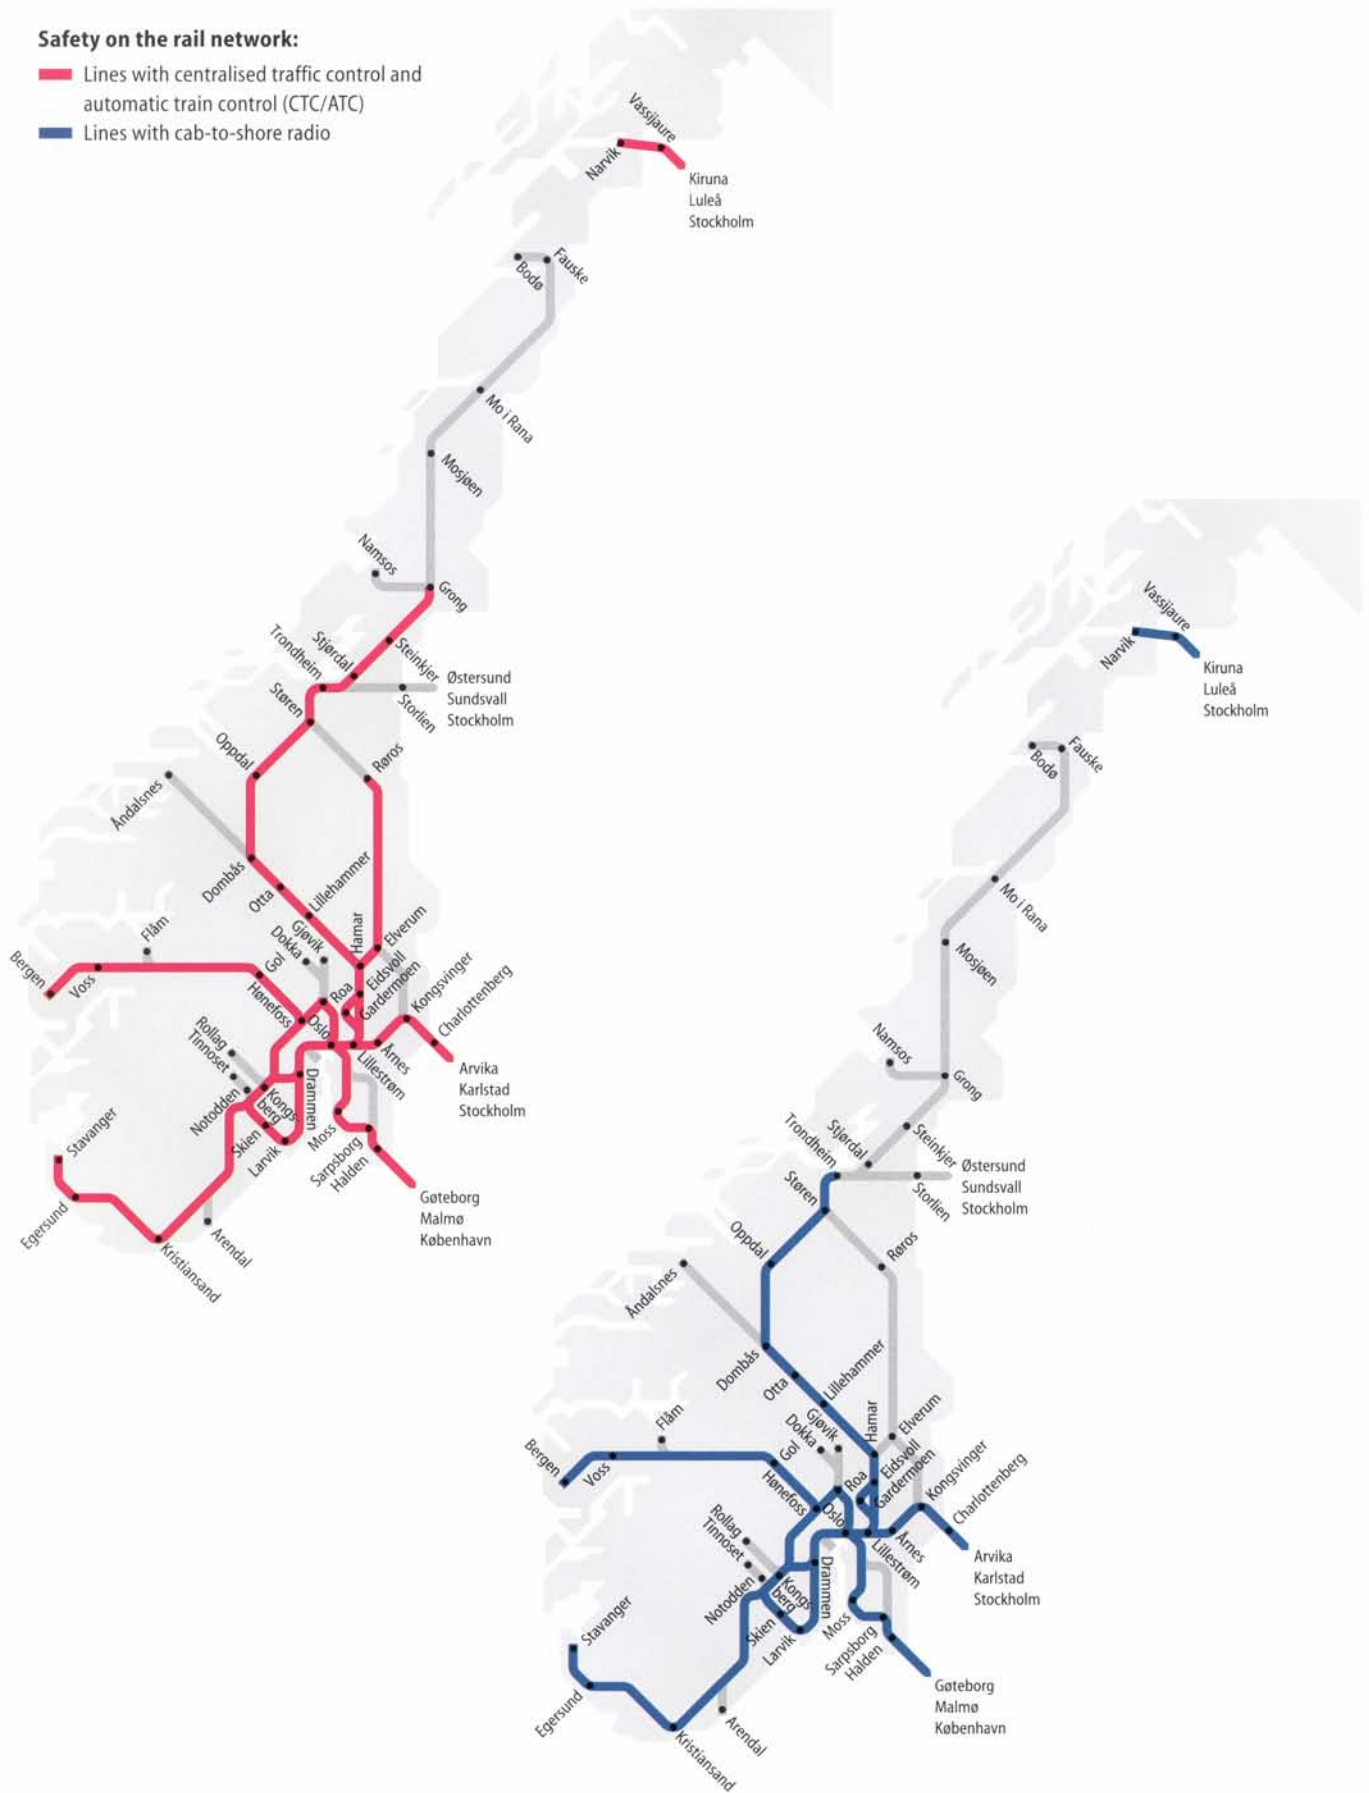 Safety on the rail network:
Lines with centralised traffic control and
automatic train control (CTC/ATC)
Lines with cab-to-shore radio
Vassijaure
Narvik
Kiruna
Luleå
Stockholm
Fauske
Bodø
Mo i Rana
Mosjøen
Namsos
Grong
Steinkjer
Stjørdal
Trondheim
Østersund
Sundsvall
Stockholm
Storlien
Støren
Oppdal
Røros
Åndalsnes
Dombås
Otta
Lillehammer
Gjøvik
Dokka
Hamar
Elverum
Flåm
Bergen
Voss
Gol
Hønefoss
Roa
Eidsvoll
Gardermoen
Kongsvinger
Charlottenberg
Oslo
Lillestrøm
Årnes
Arvika
Karlstad
Stockholm
Rollag
Tinnoset
Notodden
Kongs
berg
Drammen
Skien
Larvik
Moss
Sarpsborg
Halden
Gøteborg
Malmø
København
Stavanger
Egersund
Kristiansand
Arendal
Vassijaure
Narvik
Kiruna
Luleå
Stockholm
Fauske
Bodø
Mo i Rana
Mosjøen
Namsos
Grong
Steinkjer
Stjørdal
Trondheim
Østersund
Sundsvall
Stockholm
Storlien
Støren
Oppdal
Røros
Åndalsnes
Dombås
Otta
Lillehammer
Gjøvik
Dokka
Hamar
Elverum
Flåm
Bergen
Voss
Gol
Hønefoss
Roa
Eidsvoll
Gardermoen
Kongsvinger
Charlottenberg
Oslo
Lillestrøm
Årnes
Arvika
Karlstad
Stockholm
Rollag
Tinnoset
Notodden
Kongs
berg
Drammen
Skien
Larvik
Moss
Sarpsborg
Halden
Gøteborg
Malmø
København
Stavanger
Egersund
Kristiansand
Arendal